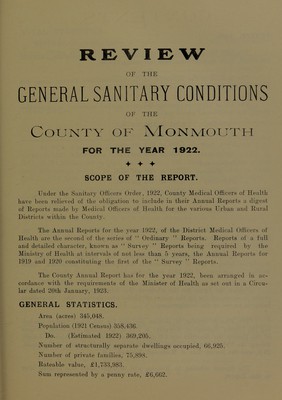 REVIEW
OF THE
GENERAL SANITARY CONDITIONS
OF THE
COUNTY OF MONMOUTH
FOR THE YEAR 1922.
+ + +
SCOPE OF THE REPORT.
Under the Sanitary Officers Order, 1922, County Medical Officers of Health
have been relieved of the obligation to include in their Annual Reports a digest
of Reports made by Medical Officers of Health for the various Urban and Rural
Districts within the County.
The Annual Reports for the year 1922, of the District Medical Officers of
Health are the second of the series of " Ordinary " Reports. Reports of a full
and detailed character, known as " Survey " Reports being required by the
Ministry of Health at intervals of not less than 5 years, the Annual Reports for
1919 and 1920 constituting the first of the " Survey " Reports.
The County Annual Report has for the year 1922, been arranged in ac-
cordance with the requirements of the Minister of Health as set out in a Circu-
lar dated 30th January, 1923.
GENERAL STATISTICS.
Area (acres) 345,048.
Population (1921 Census) 358,436.
Do. (Estimated 1922) 369,206.
Number of structurally separate dwellings occupied, 66,926.
Number of private families, 75,898.
Rateable value, £1,733,983.
Sum represented by a penny rate, £6,662.